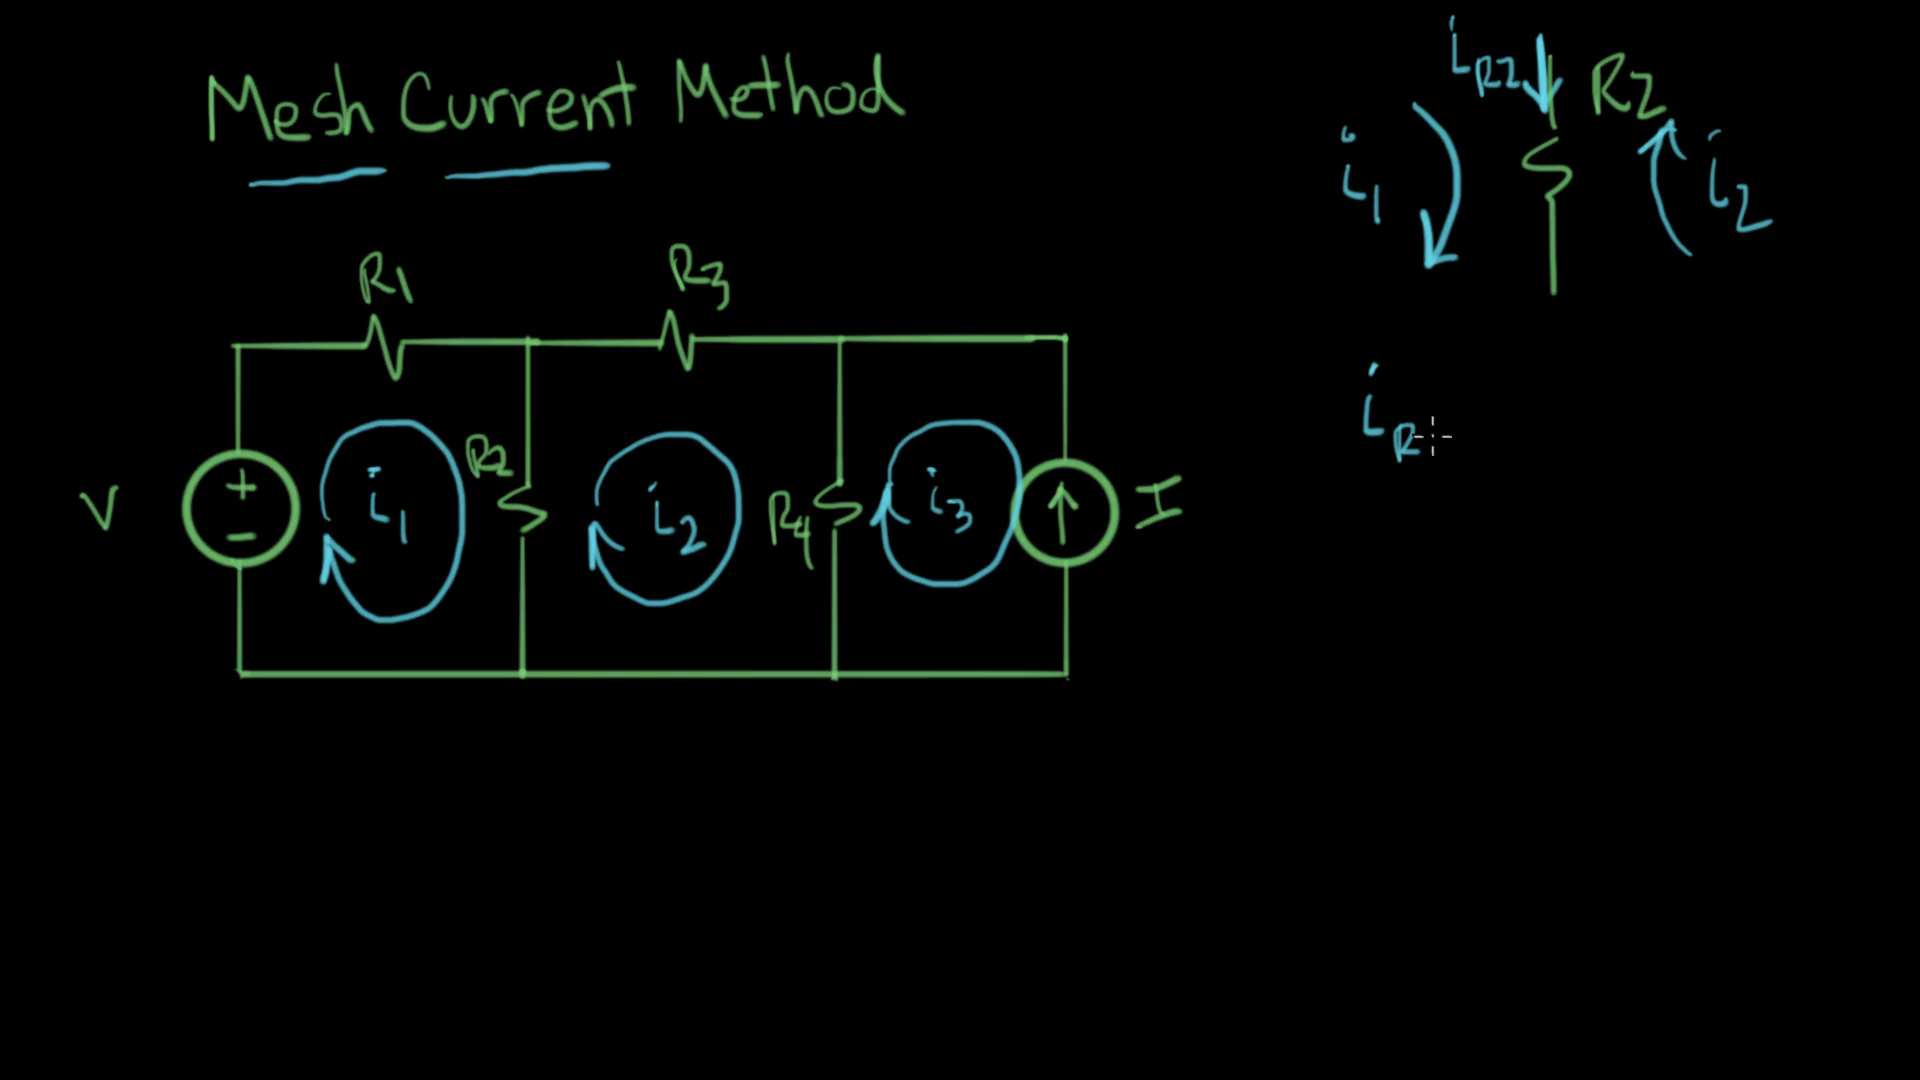 Mesh Current Method
iR2
R2
i1
i2
R1
R3
iR
V
+
-
i1
R2
i2
R4
i3
I